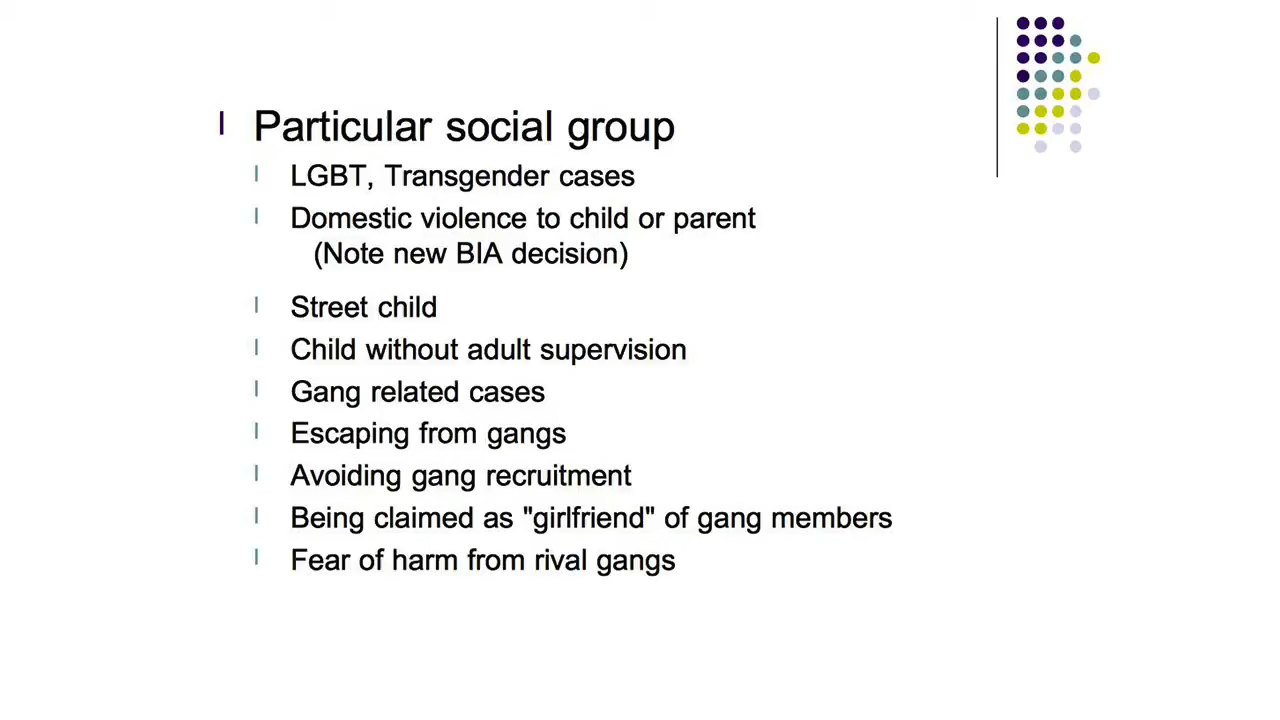 Particular social group
LGBT, Transgender cases
Domestic violence to child or parent
(Note new BIA decision)
Street child
Child without adult supervision
Gang related cases
Escaping from gangs
Avoiding gang recruitment
Being claimed as "girlfriend" of gang members
Fear of harm from rival gangs